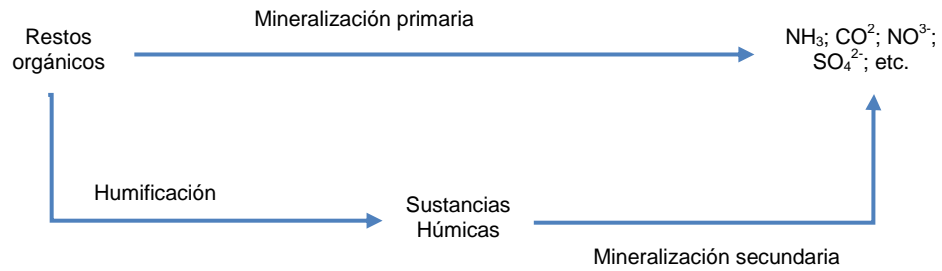 Mineralización primaria
Restos
orgánicos
NH₃; CO²; NO³⁻;
SO₄²⁻; etc.
Humificación
Sustancias
Húmicas
Mineralización secundaria